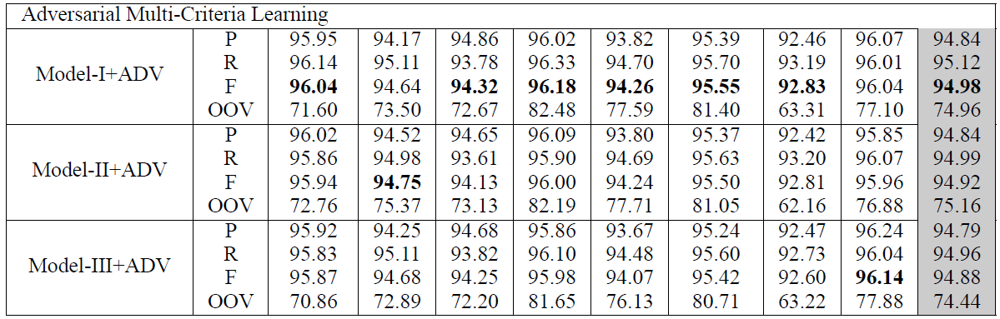 Adversarial Multi-Criteria Learning
Model-I+ADV
P 95.95 94.17 94.86 96.02 93.82 95.39 92.46 96.07 94.84
R 96.14 95.11 93.78 96.33 94.70 95.70 93.19 96.01 95.12
F 96.04 94.64 94.32 96.18 94.26 95.55 92.83 96.04 94.98
OOV 71.60 73.50 72.67 82.48 77.59 81.40 63.31 77.10 74.96
Model-II+ADV
P 96.02 94.52 94.65 96.09 93.80 95.37 92.42 95.85 94.84
R 95.86 94.98 93.61 95.90 94.69 95.63 93.20 96.07 94.99
F 95.94 94.75 94.13 96.00 94.24 95.50 92.81 95.96 94.92
OOV 72.76 75.37 73.13 82.19 77.71 81.05 62.16 76.88 75.16
Model-III+ADV
P 95.92 94.25 94.68 95.86 93.67 95.24 92.47 96.24 94.79
R 95.83 95.11 93.82 96.10 94.48 95.60 92.73 96.04 94.96
F 95.87 94.68 94.25 95.98 94.07 95.42 92.60 96.14 94.88
OOV 70.86 72.89 72.20 81.65 76.13 80.71 63.22 77.88 74.44